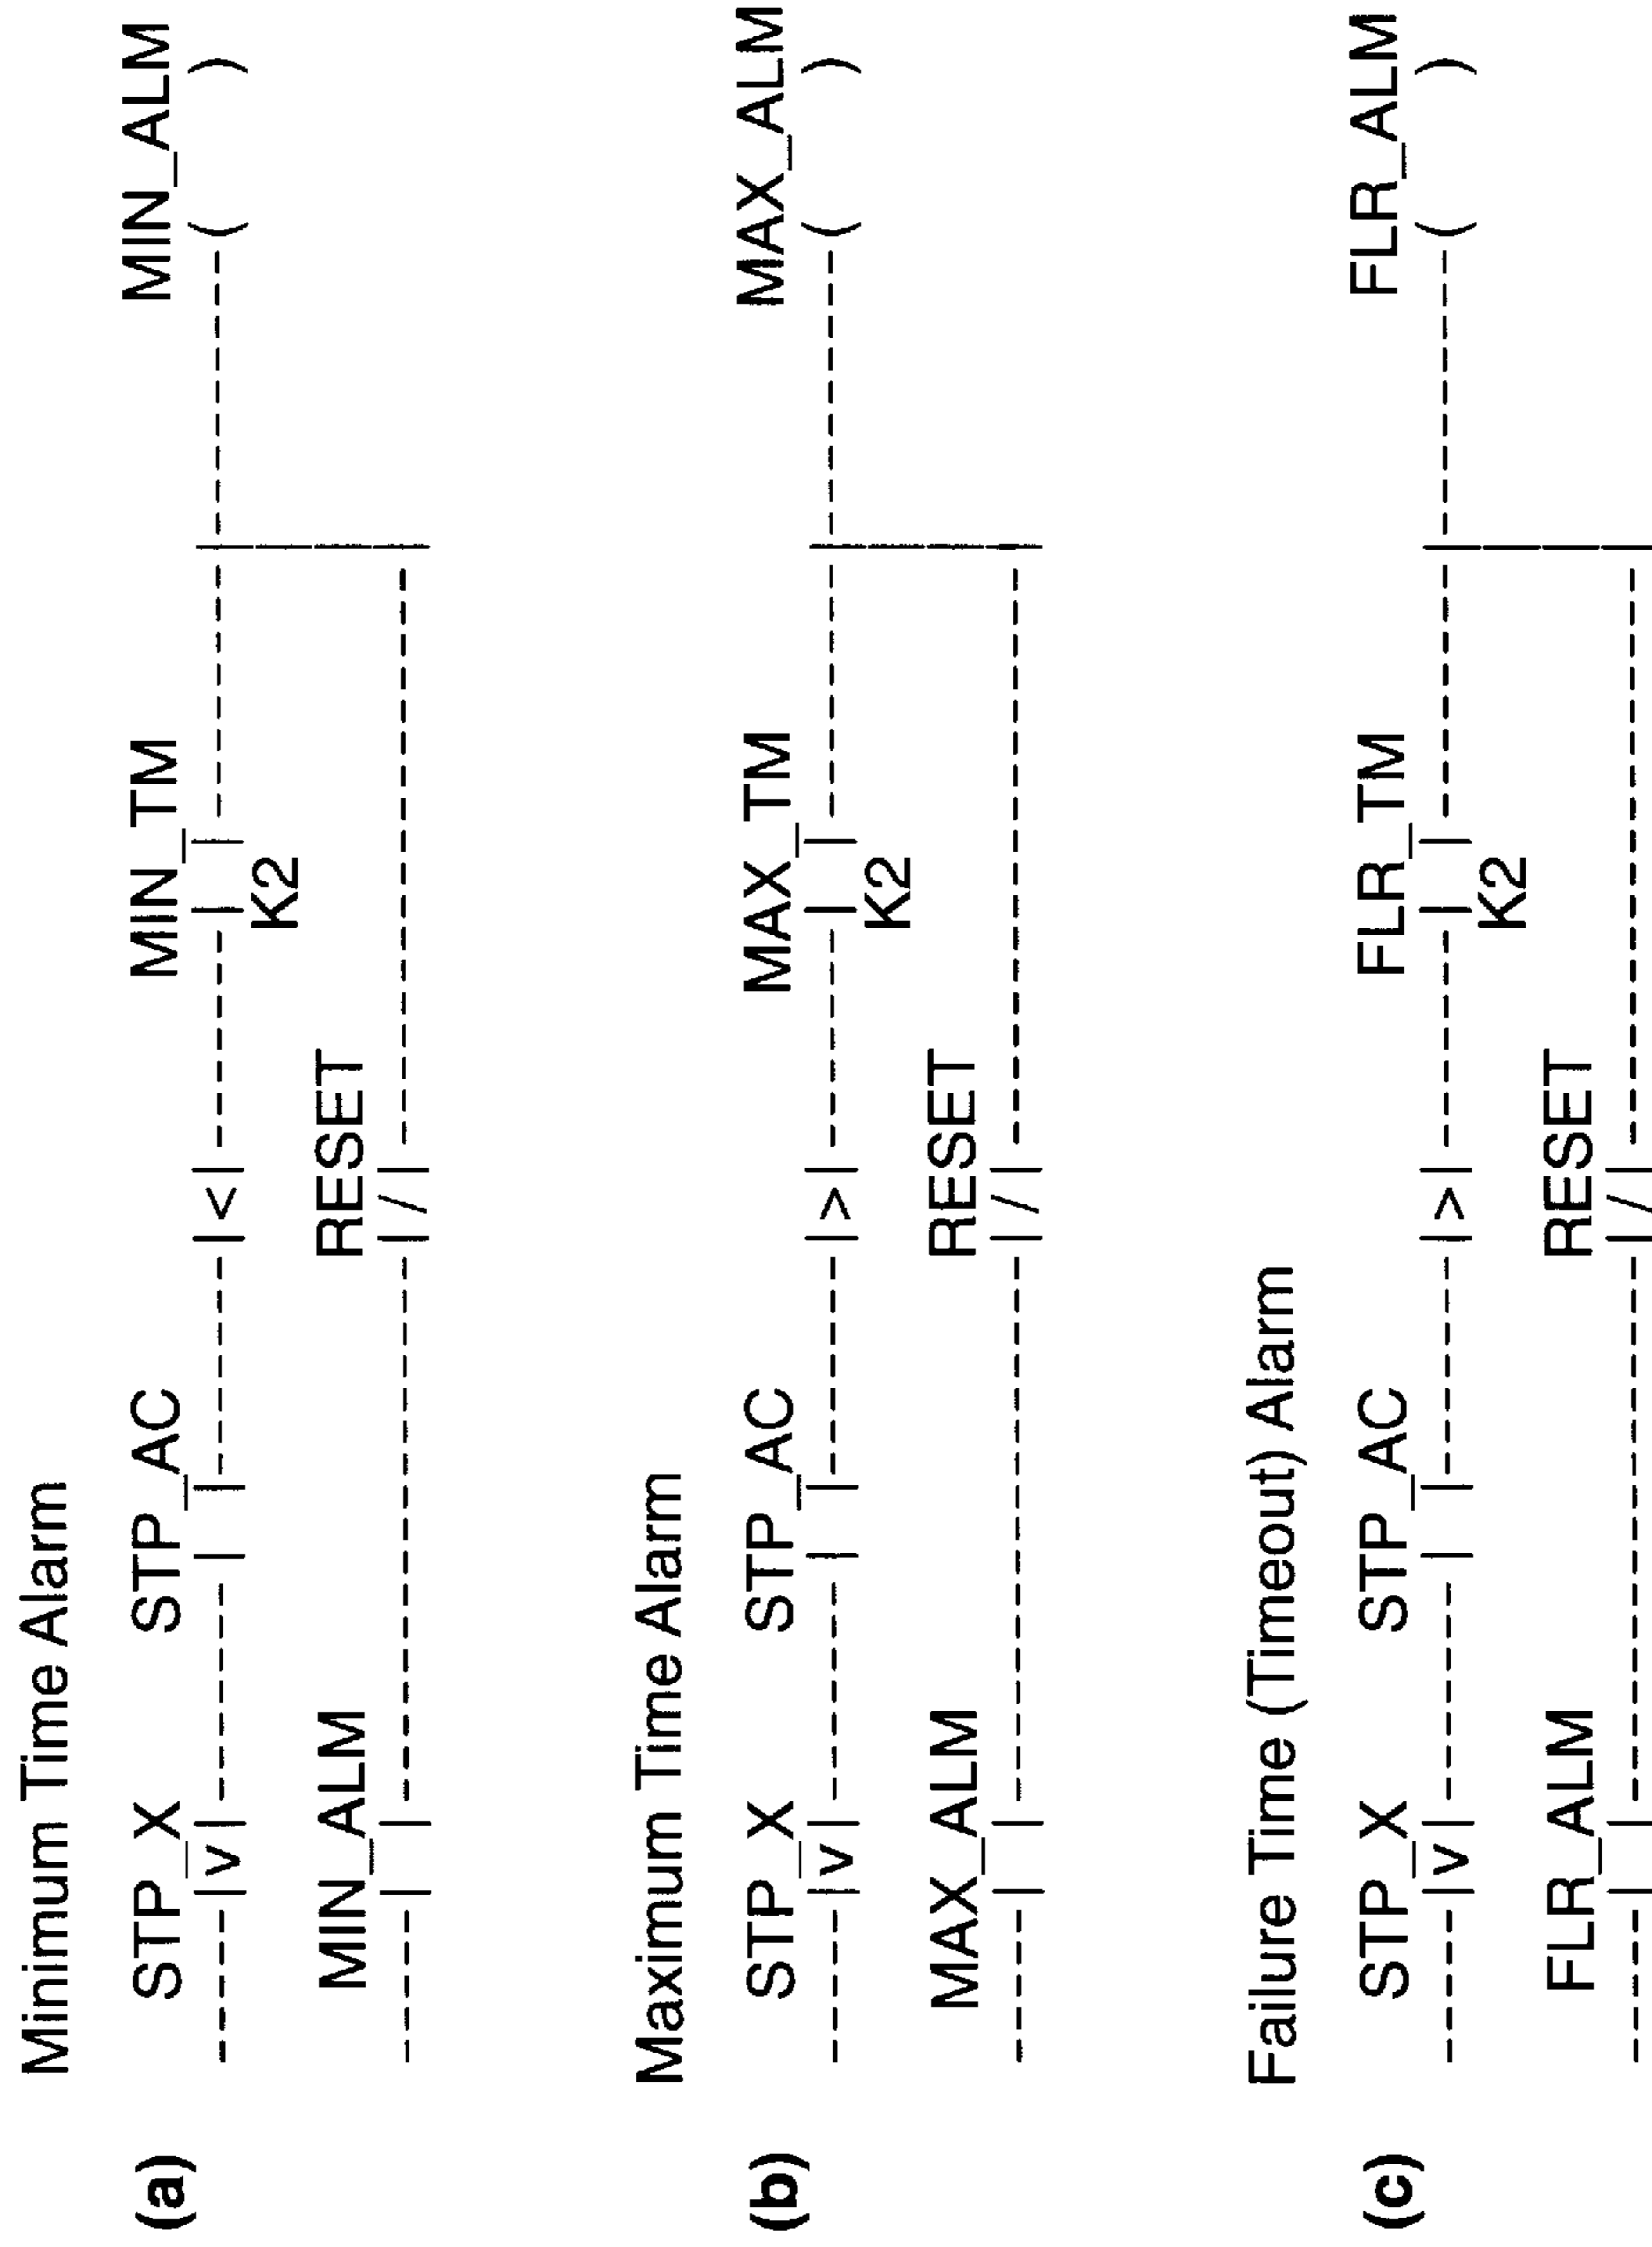 Minimum Time Alarm
(a) STP_X STP_AC MIN_TM MIN_ALM
|v| | | |<| | | ( )
K2
MIN_ALM RESET
| | |/|
Maximum Time Alarm
(b) STP_X STP_AC MAX_TM MAX_ALM
|v| | | |>| | | ( )
K2
MAX_ALM RESET
| | |/|
Failure Time (Timeout) Alarm
(c) STP_X STP_AC FLR_TM FLR_ALM
|v| | | |>| | | ( )
K2
FLR_ALM RESET
| | |/|